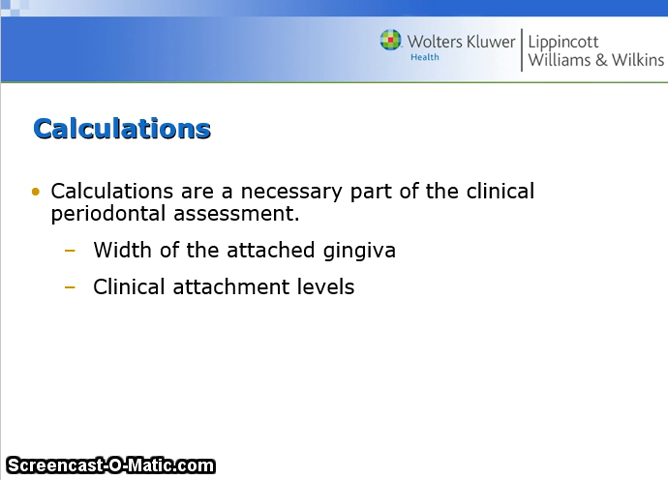 Wolters Kluwer
Health
Lippincott
Williams & Wilkins
Calculations
• Calculations are a necessary part of the clinical
periodontal assessment.
– Width of the attached gingiva
– Clinical attachment levels
Screencast-O-Matic.com